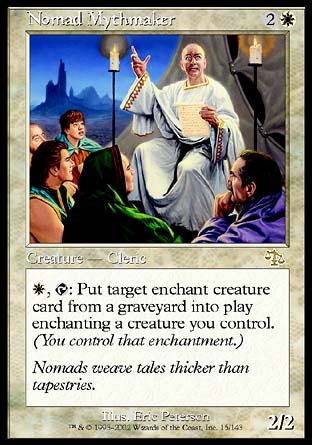 Nomad Mythmaker 2
Creature — Cleric
, : Put target enchant creature
card from a graveyard into play
enchanting a creature you control.
(You control that enchantment.)
Nomads weave tales thicker than
tapestries.
Illus. Eric Peterson
™ & © 1993-2002 Wizards of the Coast, Inc. 15/143
2/2